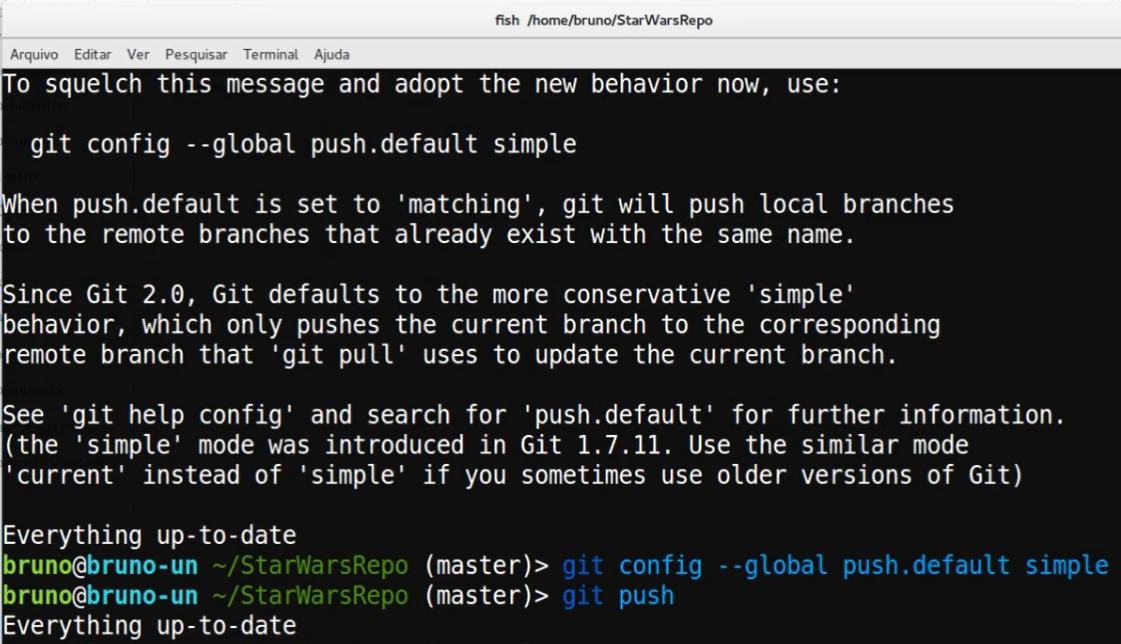 fish /home/bruno/StarWarsRepo
Arquivo Editar Ver Pesquisar Terminal Ajuda
To squelch this message and adopt the new behavior now, use:
git config --global push.default simple
When push.default is set to 'matching', git will push local branches
to the remote branches that already exist with the same name.
Since Git 2.0, Git defaults to the more conservative 'simple'
behavior, which only pushes the current branch to the corresponding
remote branch that 'git pull' uses to update the current branch.
See 'git help config' and search for 'push.default' for further information.
(the 'simple' mode was introduced in Git 1.7.11. Use the similar mode
'current' instead of 'simple' if you sometimes use older versions of Git)
Everything up-to-date
bruno@bruno-un ~/StarWarsRepo (master)> git config --global push.default simple
bruno@bruno-un ~/StarWarsRepo (master)> git push
Everything up-to-date